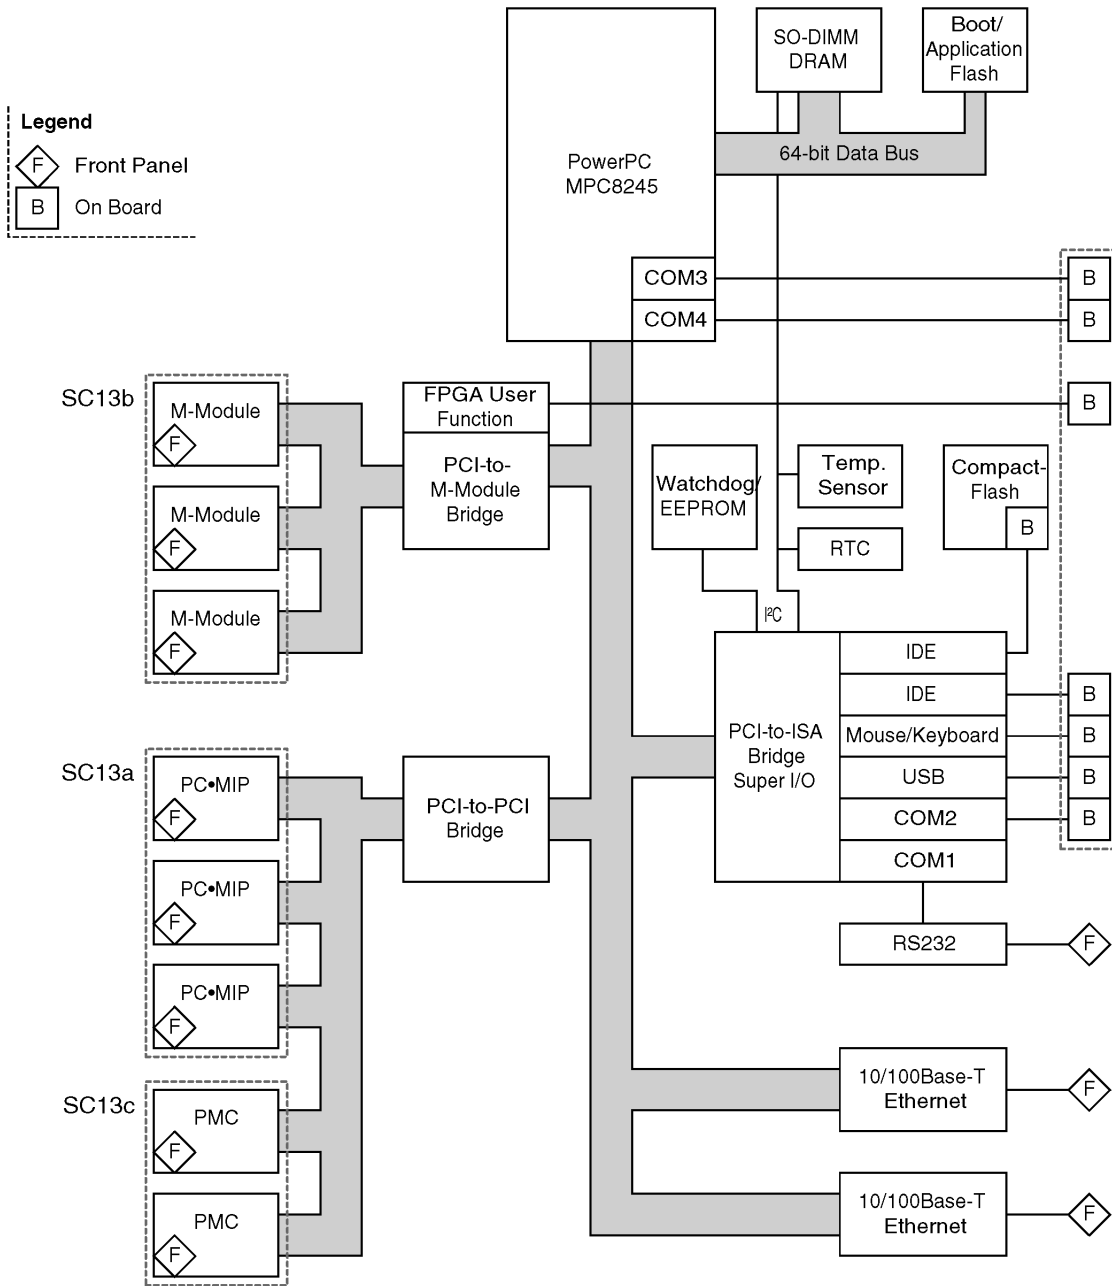 SO-DIMM
DRAM
Boot/
Application
Flash
Legend
F Front Panel
B On Board
PowerPC
MPC8245
64-bit Data Bus
COM3
B
COM4
B
SC13b
M-Module
F
M-Module
F
M-Module
F
FPGA User
Function
B
PCI-to-
M-Module
Bridge
Watchdog/
EEPROM
Temp.
Sensor
RTC
Compact-
Flash
B
I²C
PCI-to-ISA
Bridge
Super I/O
IDE
IDE
B
Mouse/Keyboard
B
USB
B
COM2
B
COM1
RS232
F
SC13a
PC•MIP
F
PC•MIP
F
PC•MIP
F
PCI-to-PCI
Bridge
SC13c
PMC
F
PMC
F
10/100Base-T
Ethernet
F
10/100Base-T
Ethernet
F